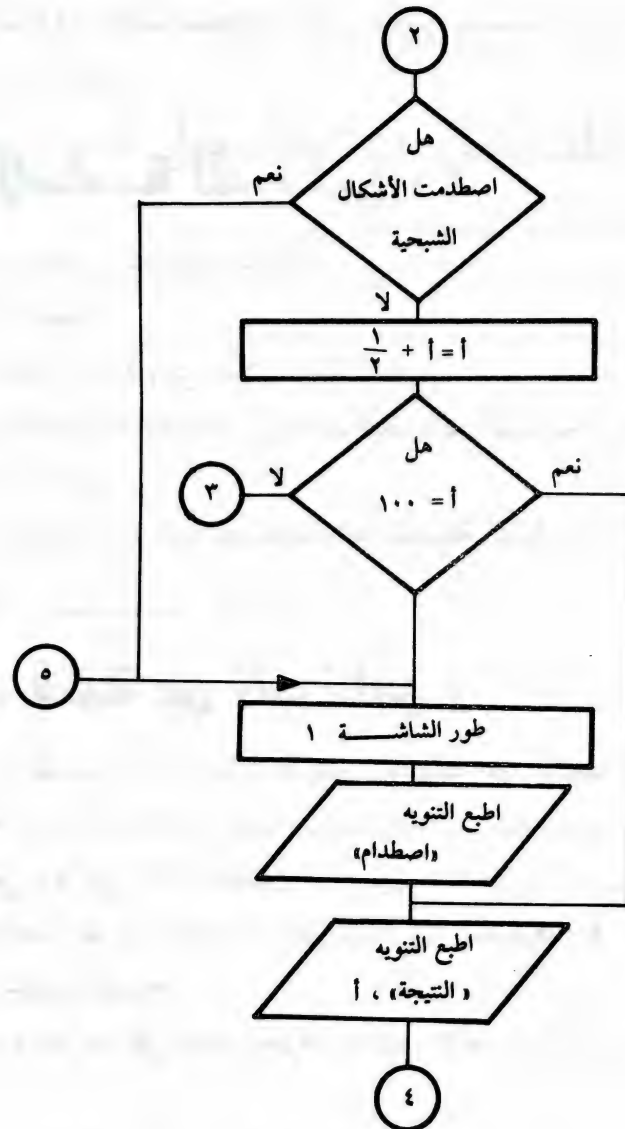 ٢
هل
اصطدمت الأشكال
الشبحية
نعم
لا
أ = أ + ١/٢
هل
أ = ١٠٠
نعم
لا
٣
٥
طور الشاشــــة ١
اطبع التنويه
«اصطدام»
اطبع التنويه
« النتيجة» ، أ
٤